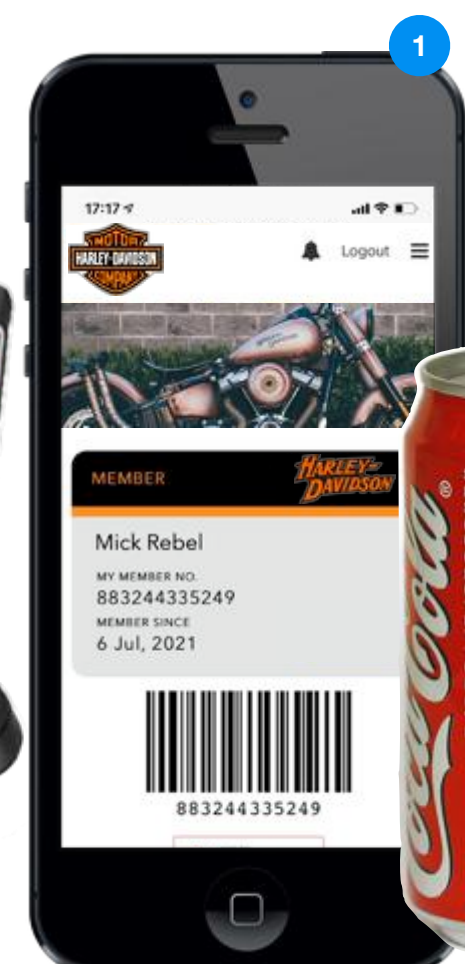 1
17:17
MOTOR
HARLEY-DAVIDSON
COMPANY
Logout
MEMBER
HARLEY-
DAVIDSON
Mick Rebel
MY MEMBER NO.
883244335249
MEMBER SINCE
6 Jul, 2021
883244335249
Coca-Cola
®